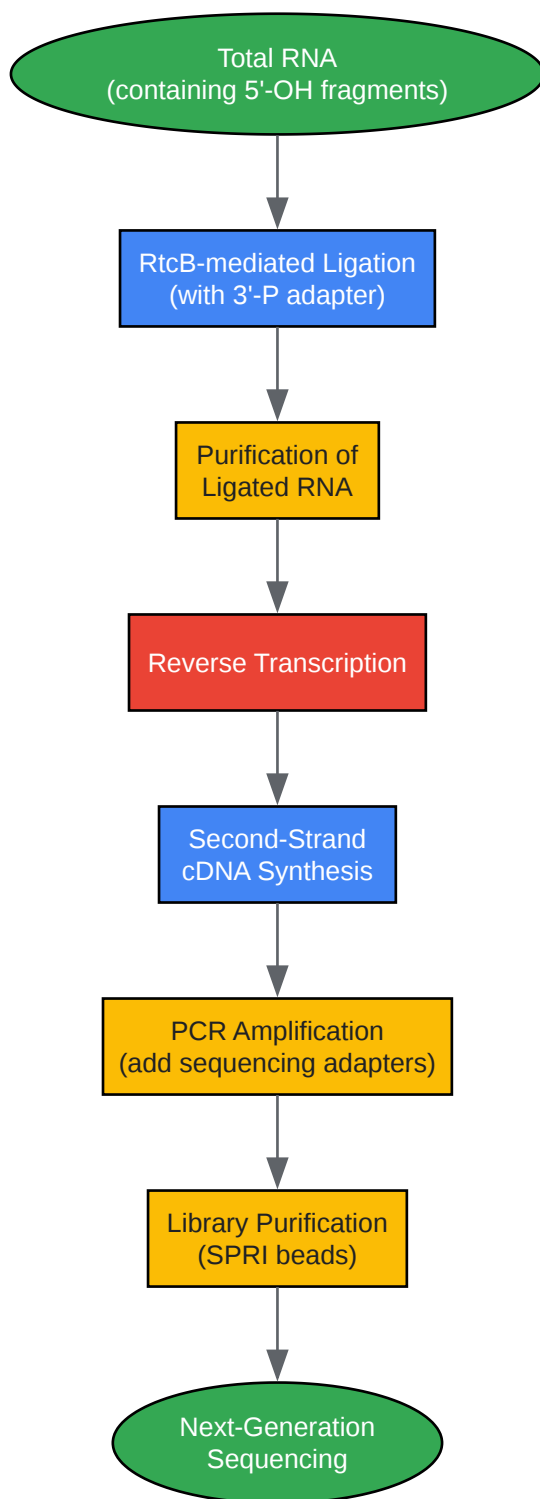 Total RNA
(containing 5'-OH fragments)
RtcB-mediated Ligation
(with 3'-P adapter)
Purification of
Ligated RNA
Reverse Transcription
Second-Strand
cDNA Synthesis
PCR Amplification
(add sequencing adapters)
Library Purification
(SPRI beads)
Next-Generation
Sequencing